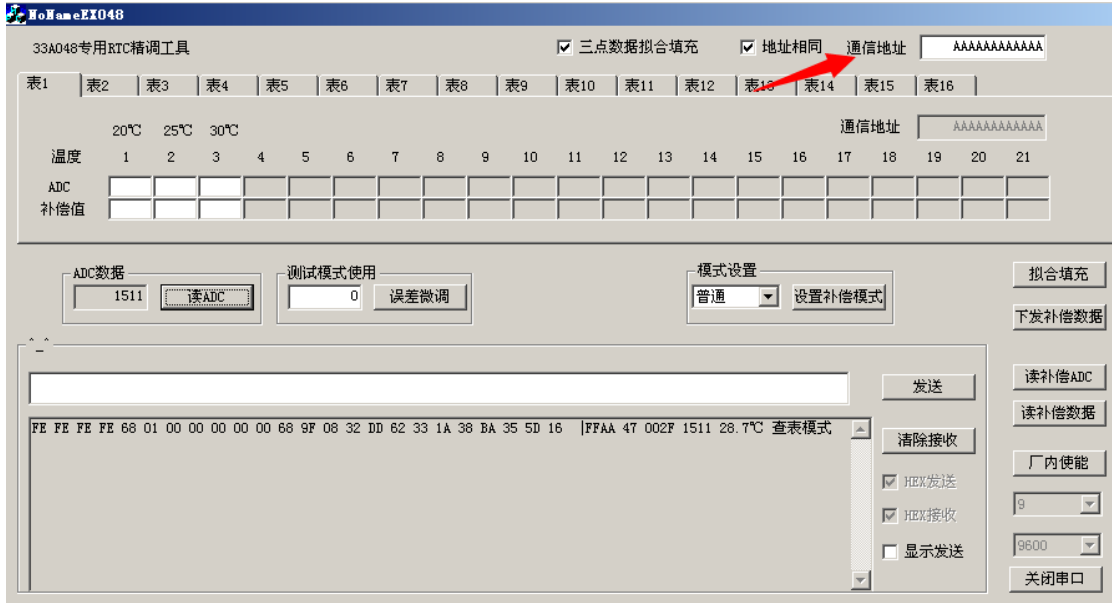 NoNameEX048
33A048专用RTC精调工具 三点数据拟合填充 地址相同 通信地址 AAAAAAAAAAAA
表1 表2 表3 表4 表5 表6 表7 表8 表9 表10 表11 表12 表13 表14 表15 表16
20℃ 25℃ 30℃ 通信地址 AAAAAAAAAAAA
温度 1 2 3 4 5 6 7 8 9 10 11 12 13 14 15 16 17 18 19 20 21
ADC
补偿值
ADC数据 测试模式使用 模式设置 拟合填充
1511 读ADC 0 误差微调 普通 设置补偿模式
下发补偿数据
^_^
读补偿ADC
发送
读补偿数据
FE FE FE FE 68 01 00 00 00 00 00 68 9F 08 32 DD 62 33 1A 38 BA 35 5D 16 |FFAA 47 002F 1511 28.7℃ 查表模式
清除接收
厂内使能
HEX发送
9
HEX接收
显示发送 9600
关闭串口